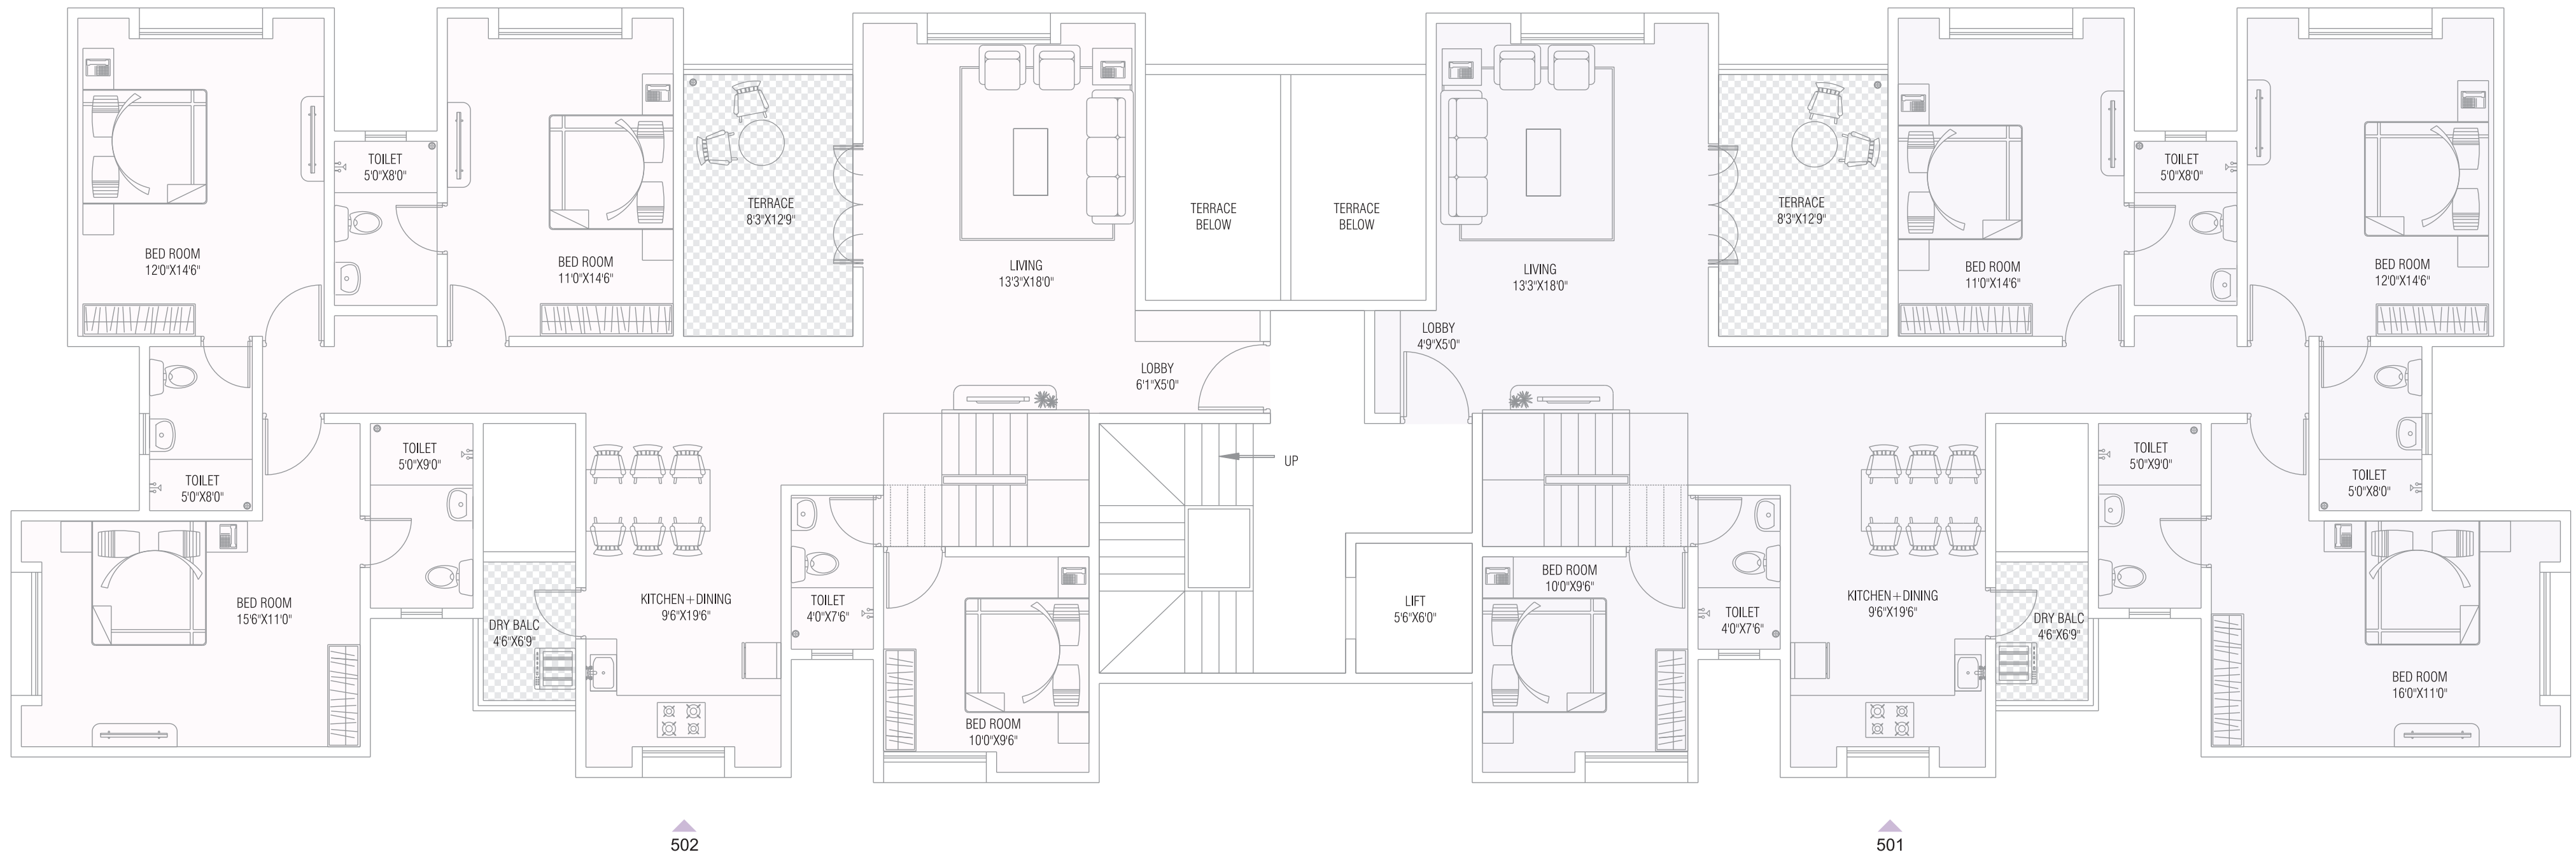 TOILET
5'0"X8'0"
BED ROOM
12'0"X14'6"
BED ROOM
11'0"X14'6"
TERRACE
8'3"X12'9"
LIVING
13'3"X18'0"
TERRACE
BELOW
TERRACE
BELOW
LIVING
13'3"X18'0"
TERRACE
8'3"X12'9"
BED ROOM
11'0"X14'6"
TOILET
5'0"X8'0"
BED ROOM
12'0"X14'6"
LOBBY
6'1"X5'0"
LOBBY
4'9"X5'0"
TOILET
5'0"X8'0"
TOILET
5'0"X9'0"
UP
TOILET
5'0"X9'0"
TOILET
5'0"X8'0"
BED ROOM
15'6"X11'0"
DRY BALC
4'6"X6'9"
KITCHEN+DINING
9'6"X19'6"
TOILET
4'0"X7'6"
BED ROOM
10'0"X9'6"
LIFT
5'6"X6'0"
BED ROOM
10'0"X9'6"
TOILET
4'0"X7'6"
KITCHEN+DINING
9'6"X19'6"
DRY BALC
4'6"X6'9"
BED ROOM
16'0"X11'0"
502
501